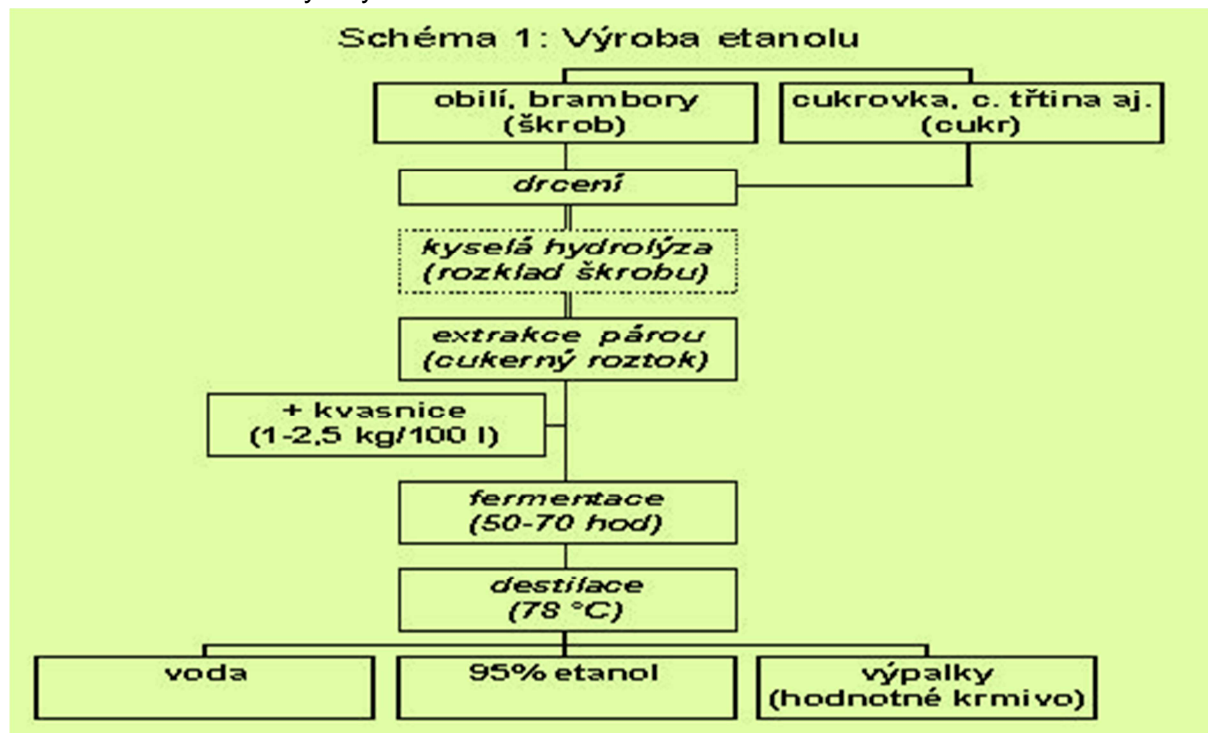 Schéma 1: Výroba etanolu
obilí, brambory
(škrob)
cukrovka, c. třtina aj.
(cukr)
drcení
kyselá hydrolýza
(rozklad škrobu)
extrakce párou
(cukerný roztok)
+ kvasnice
(1-2,5 kg/100 l)
fermentace
(50-70 hod)
destilace
(78 °C)
voda
95% etanol
výpalky
(hodnotné krmivo)